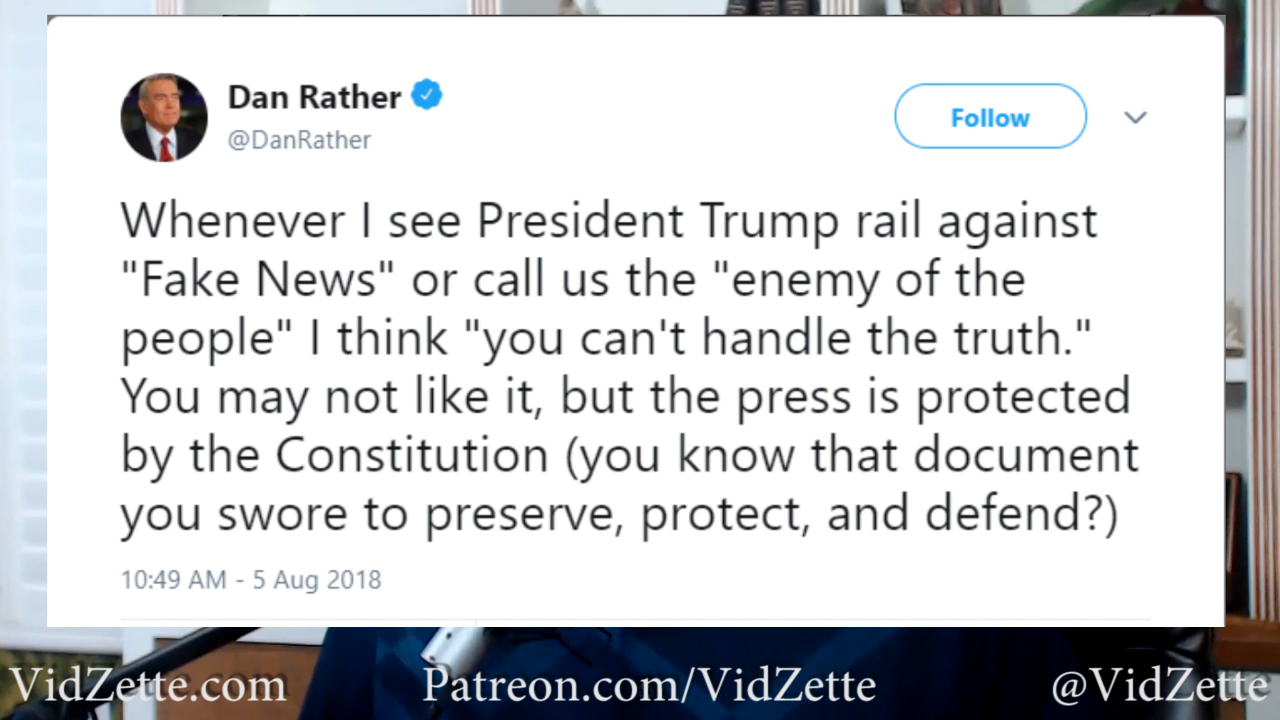 Dan Rather
@DanRather
Follow
Whenever I see President Trump rail against
"Fake News" or call us the "enemy of the
people" I think "you can't handle the truth."
You may not like it, but the press is protected
by the Constitution (you know that document
you swore to preserve, protect, and defend?)
10:49 AM - 5 Aug 2018
VidZette.com
Patreon.com/VidZette
@VidZette